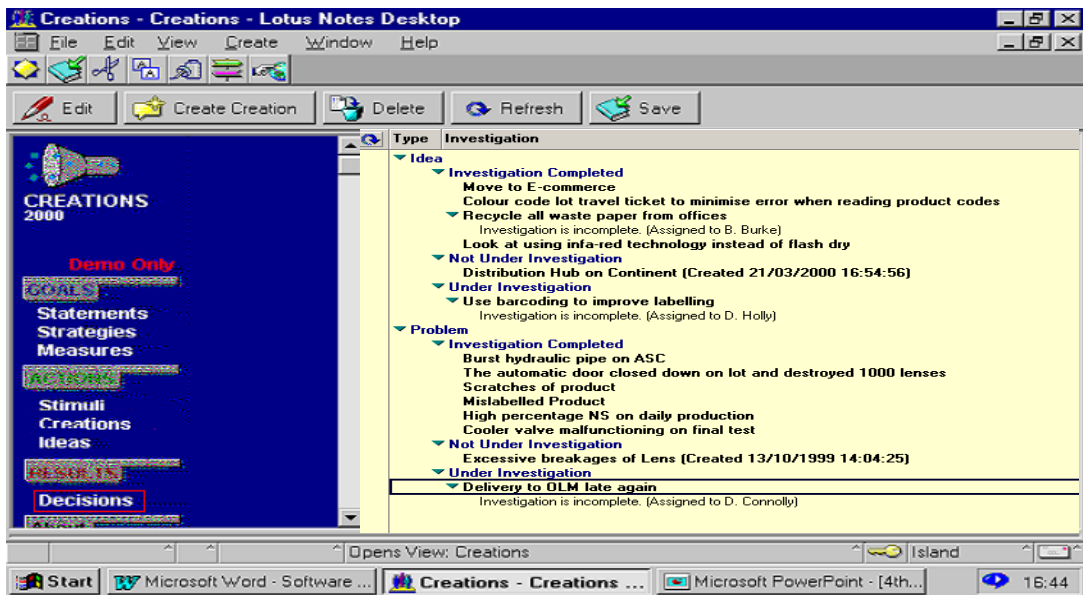 Creations - Creations - Lotus Notes Desktop
File Edit View Create Window Help
Edit Create Creation Delete Refresh Save
CREATIONS
2000
Demo Only
GOALS
Statements
Strategies
Measures
ACTIONS
Stimuli
Creations
Ideas
RESULTS
Decisions
Type Investigation
Idea
Investigation Completed
Move to E-commerce
Colour code lot travel ticket to minimise error when reading product codes
Recycle all waste paper from offices
Investigation is incomplete. (Assigned to B. Burke)
Look at using infa-red technology instead of flash dry
Not Under Investigation
Distribution Hub on Continent (Created 21/03/2000 16:54:56)
Under Investigation
Use barcoding to improve labelling
Investigation is incomplete. (Assigned to D. Holly)
Problem
Investigation Completed
Burst hydraulic pipe on ASC
The automatic door closed down on lot and destroyed 1000 lenses
Scratches of product
Mislabelled Product
High percentage NS on daily production
Cooler valve malfunctioning on final test
Not Under Investigation
Excessive breakages of Lens (Created 13/10/1999 14:04:25)
Under Investigation
Delivery to OLM late again
Investigation is incomplete. (Assigned to D. Connolly)
Opens View: Creations Island
Start Microsoft Word - Software ... Creations - Creations ... Microsoft PowerPoint - [4th... 16:44